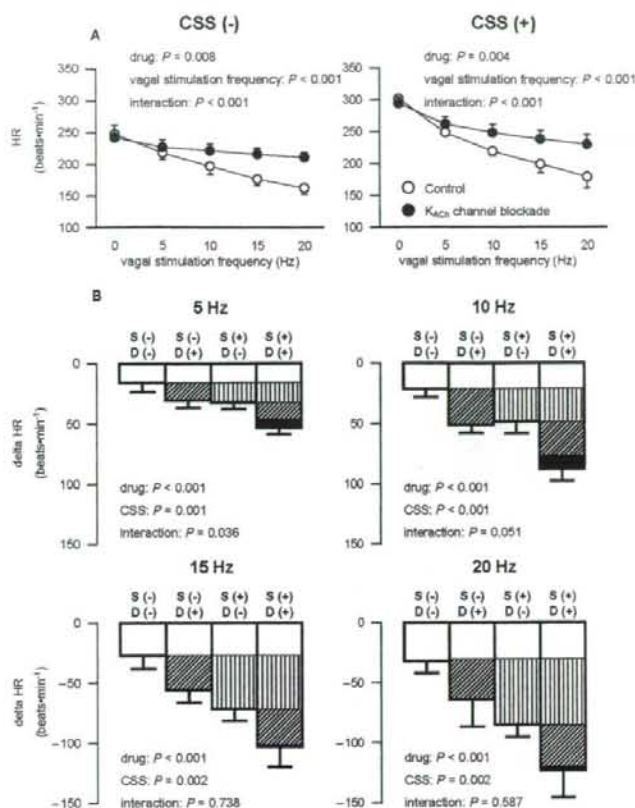 CSS (-)
CSS (+)
A
drug: P = 0.008
vagal stimulation frequency: P < 0.001
interaction: P < 0.001
drug: P = 0.004
vagal stimulation frequency: P < 0.001
interaction: P < 0.001
HR
(beats•min⁻¹)
350
300
250
200
150
100
350
300
250
200
150
100
Control
K_ACh channel blockade
0 5 10 15 20
0 5 10 15 20
vagal stimulation frequency (Hz)
vagal stimulation frequency (Hz)
B
5 Hz
10 Hz
S (-) S (-) S (+) S (+)
D (-) D (+) D (-) D (+)
S (-) S (-) S (+) S (+)
D (-) D (+) D (-) D (+)
delta HR
(beats•min⁻¹)
0
50
100
150
0
50
100
150
drug: P < 0.001
CSS: P = 0.001
interaction: P = 0.036
drug: P < 0.001
CSS: P < 0.001
interaction: P = 0.051
15 Hz
20 Hz
S (-) S (-) S (+) S (+)
D (-) D (+) D (-) D (+)
S (-) S (-) S (+) S (+)
D (-) D (+) D (-) D (+)
delta HR
(beats•min⁻¹)
0
-50
-100
-150
0
-50
-100
-150
drug: P < 0.001
CSS: P = 0.002
interaction: P = 0.738
drug: P < 0.001
CSS: P = 0.002
interaction: P = 0.587